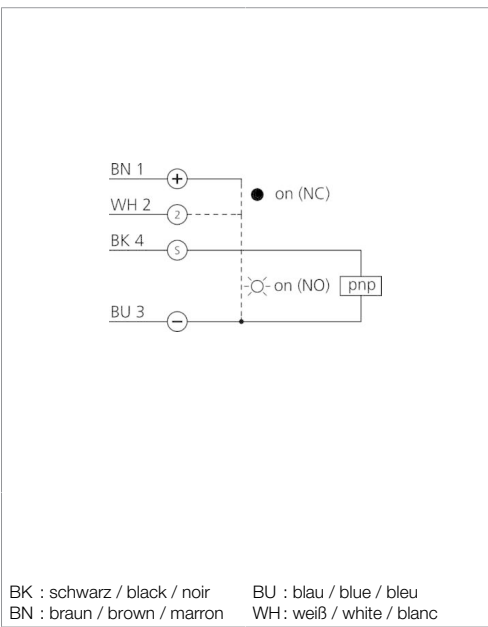 BN 1 +
on (NC)
WH 2 2
BK 4 S
on (NO) pnp
BU 3 −
BK : schwarz / black / noir BU : blau / blue / bleu
BN : braun / brown / marron WH : weiß / white / blanc